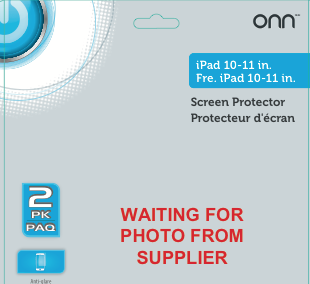 onn™
iPad 10-11 in.
Fre. iPad 10-11 in.
Screen Protector
Protecteur d'écran
2
PK
PAQ
WAITING FOR
PHOTO FROM
SUPPLIER
Anti-glare